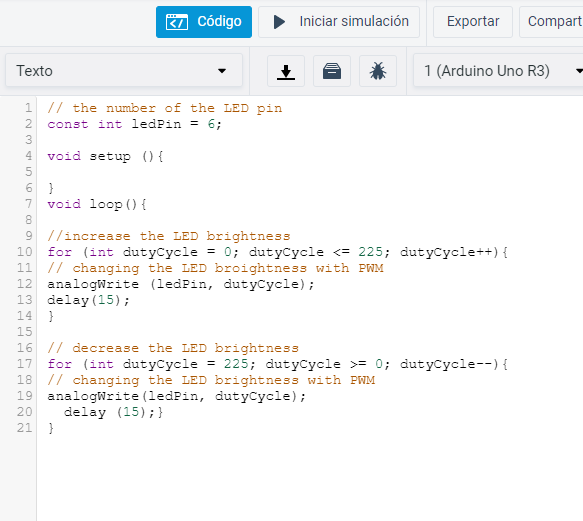 Código Iniciar simulación Exportar Compart
Texto 1 (Arduino Uno R3)
1 // the number of the LED pin
2 const int ledPin = 6;
3
4 void setup (){
5
6 }
7 void loop(){
8
9 //increase the LED brightness
10 for (int dutyCycle = 0; dutyCycle <= 225; dutyCycle++){
11 // changing the LED broightness with PWM
12 analogWrite (ledPin, dutyCycle);
13 delay(15);
14 }
15
16 // decrease the LED brightness
17 for (int dutyCycle = 225; dutyCycle >= 0; dutyCycle--){
18 // changing the LED brightness with PWM
19 analogWrite(ledPin, dutyCycle);
20   delay (15);}
21 }